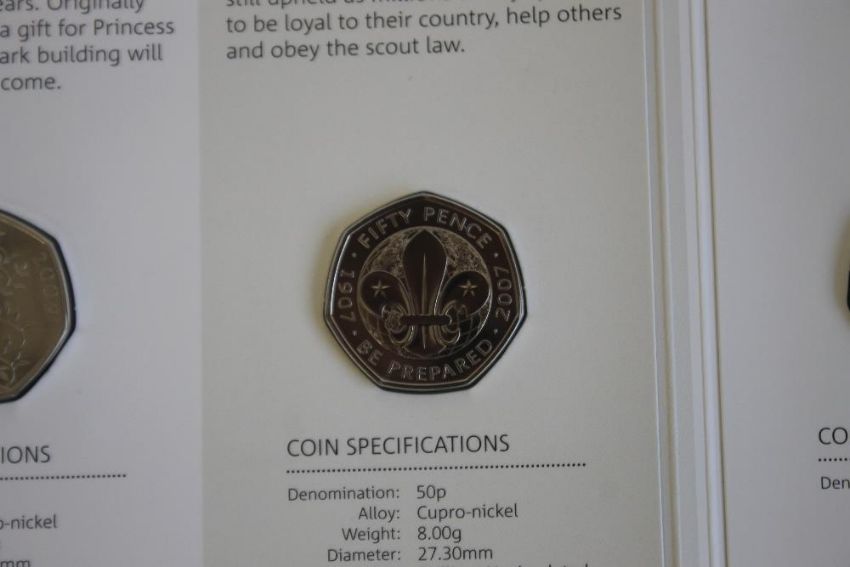 ears. Originally
a gift for Princess
ark building will
come.
to be loyal to their country, help others
and obey the scout law.
FIFTY PENCE
1907
2007
BE PREPARED
IONS
o-nickel
mm
COIN SPECIFICATIONS
Denomination: 50p
Alloy: Cupro-nickel
Weight: 8.00g
Diameter: 27.30mm
CO
Den